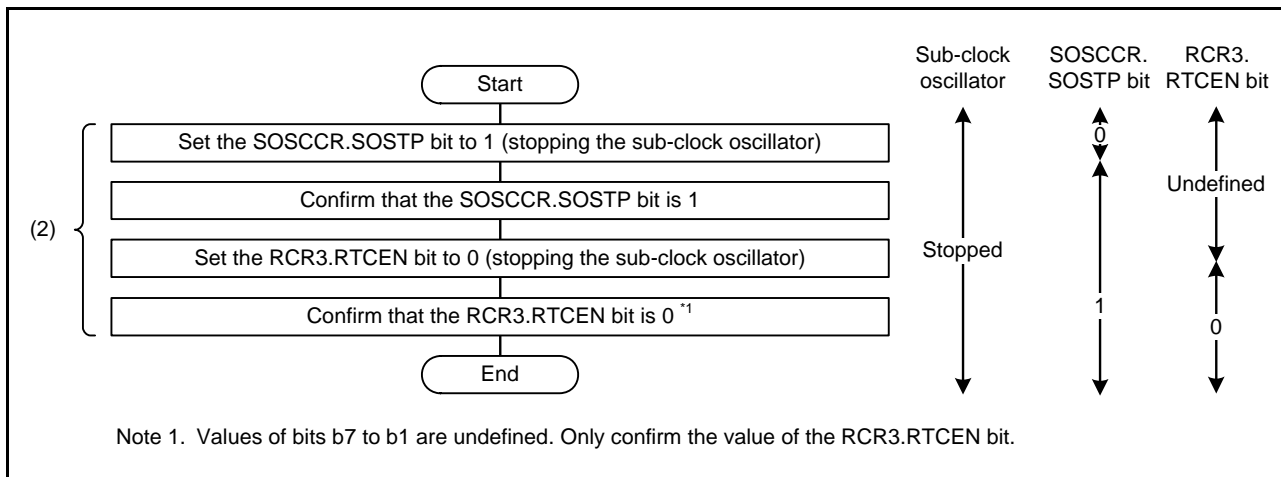 Sub-clock
oscillator
SOSCCR.
SOSTP bit
RCR3.
RTCEN bit
Start
Set the SOSCCR.SOSTP bit to 1 (stopping the sub-clock oscillator)
0
Confirm that the SOSCCR.SOSTP bit is 1
Undefined
(2)
Set the RCR3.RTCEN bit to 0 (stopping the sub-clock oscillator)
Stopped
Confirm that the RCR3.RTCEN bit is 0 *1
1
0
End
Note 1. Values of bits b7 to b1 are undefined. Only confirm the value of the RCR3.RTCEN bit.